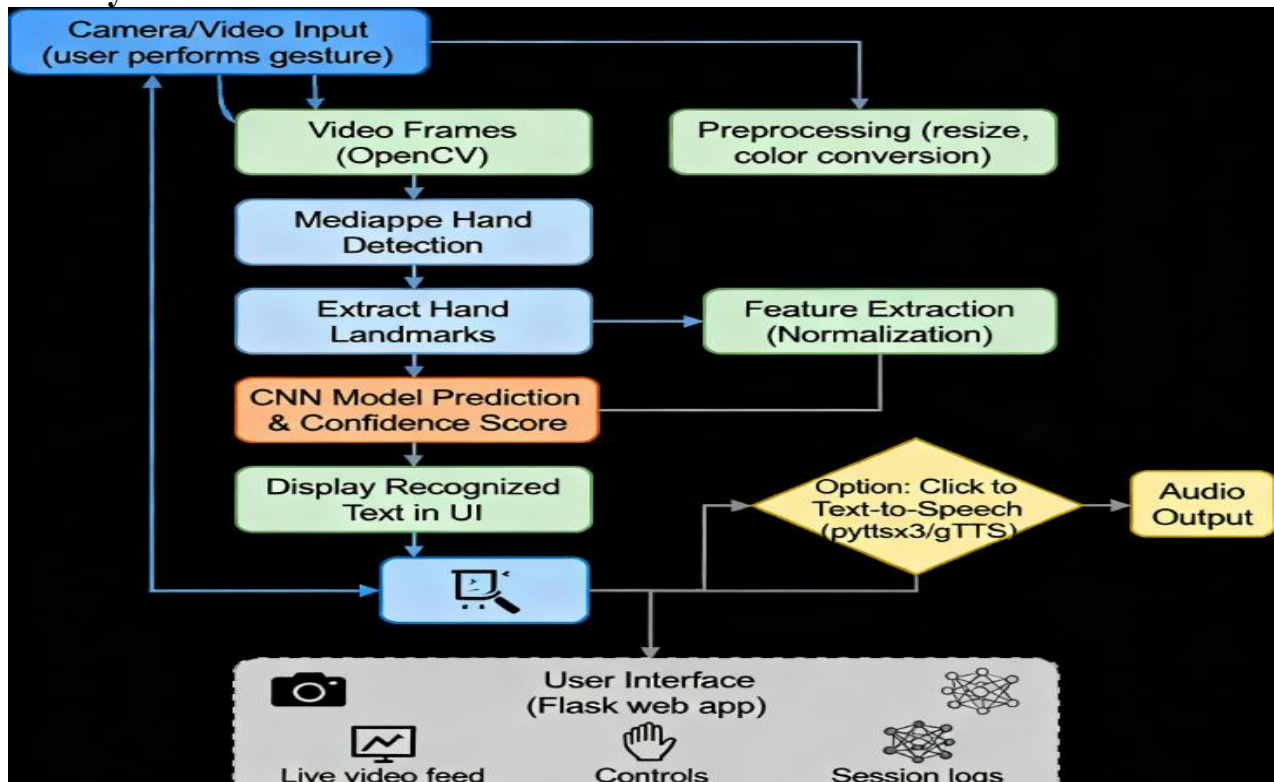 Camera/Video Input
(user performs gesture)
Video Frames
(OpenCV)
Preprocessing (resize,
color conversion)
Mediappe Hand
Detection
Extract Hand
Landmarks
Feature Extraction
(Normalization)
CNN Model Prediction
& Confidence Score
Display Recognized
Text in UI
Option: Click to
Text-to-Speech
(pyttsx3/gTTS)
Audio
Output
User Interface
(Flask web app)
Live video feed
Controls
Session logs